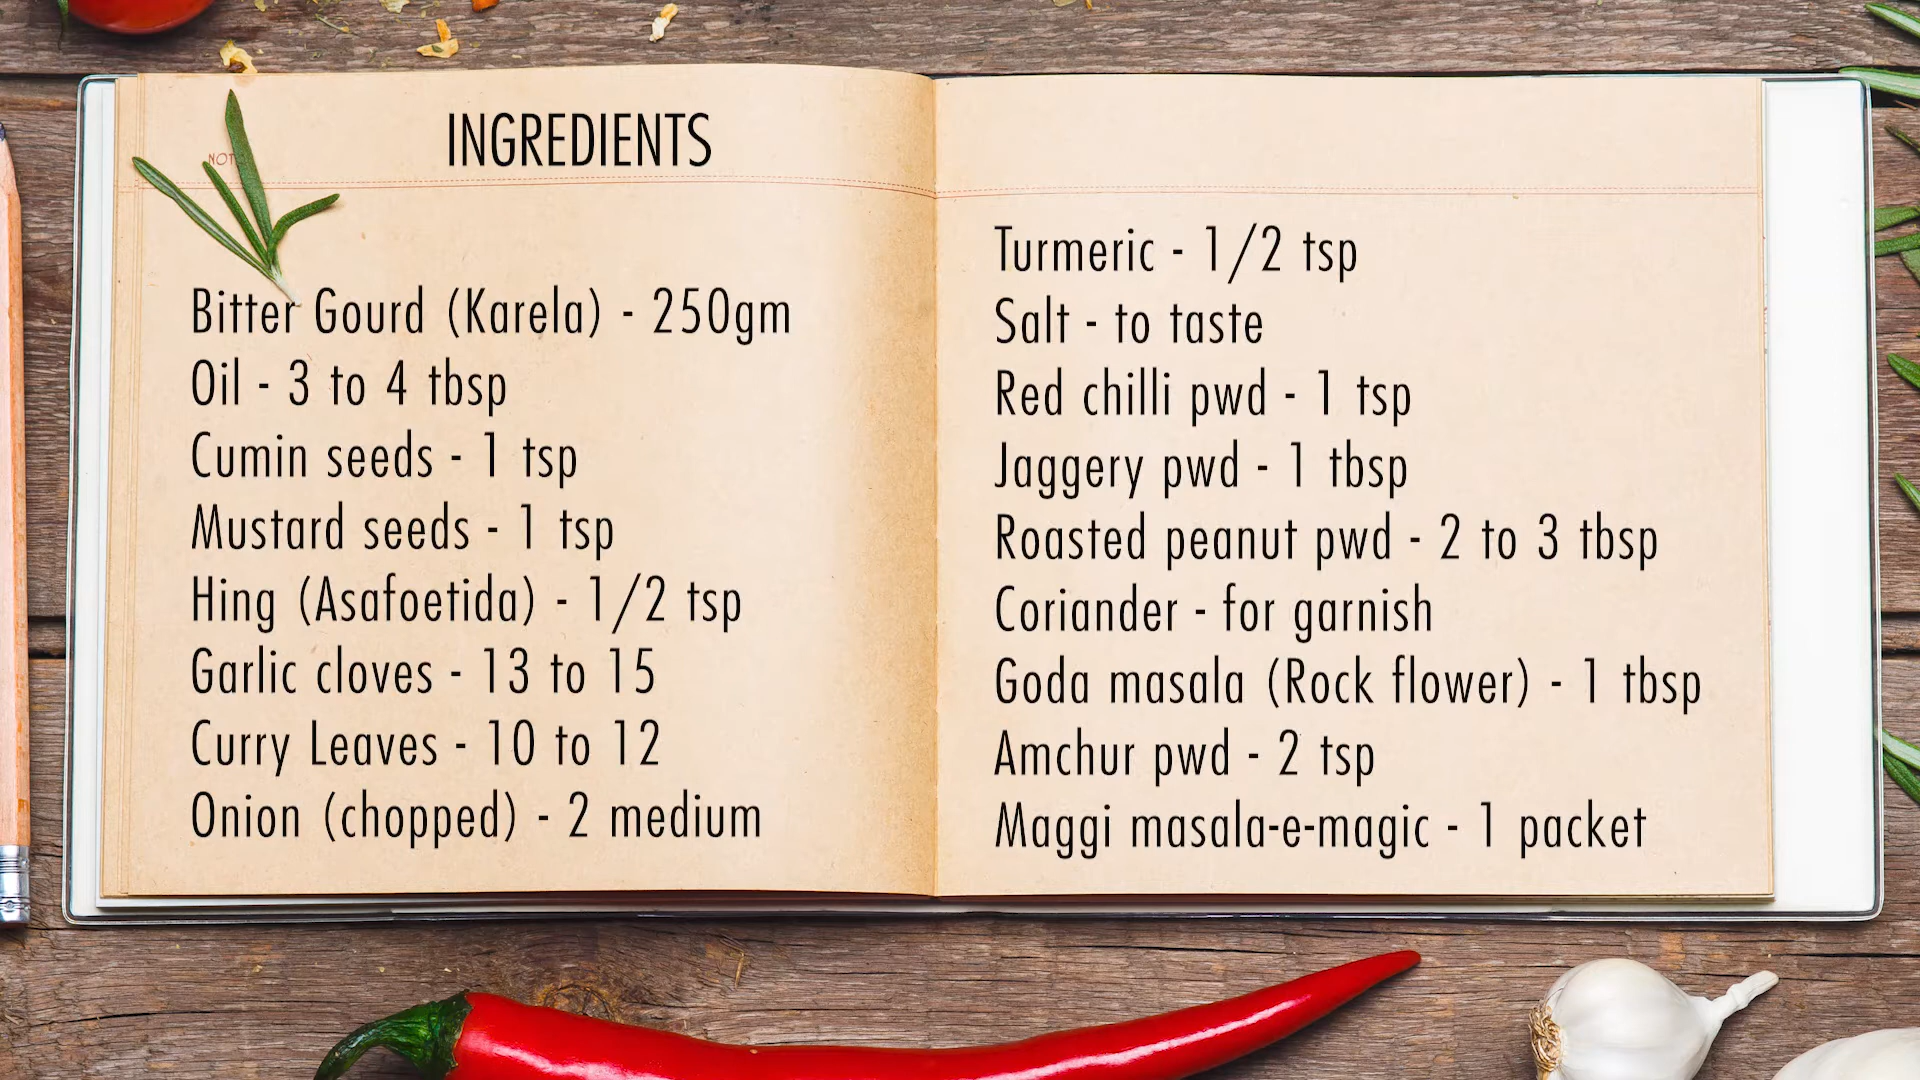 NOT
INGREDIENTS
Bitter Gourd (Karela) - 250gm
Oil - 3 to 4 tbsp
Cumin seeds - 1 tsp
Mustard seeds - 1 tsp
Hing (Asafoetida) - 1/2 tsp
Garlic cloves - 13 to 15
Curry Leaves - 10 to 12
Onion (chopped) - 2 medium
Turmeric - 1/2 tsp
Salt - to taste
Red chilli pwd - 1 tsp
Jaggery pwd - 1 tbsp
Roasted peanut pwd - 2 to 3 tbsp
Coriander - for garnish
Goda masala (Rock flower) - 1 tbsp
Amchur pwd - 2 tsp
Maggi masala-e-magic - 1 packet